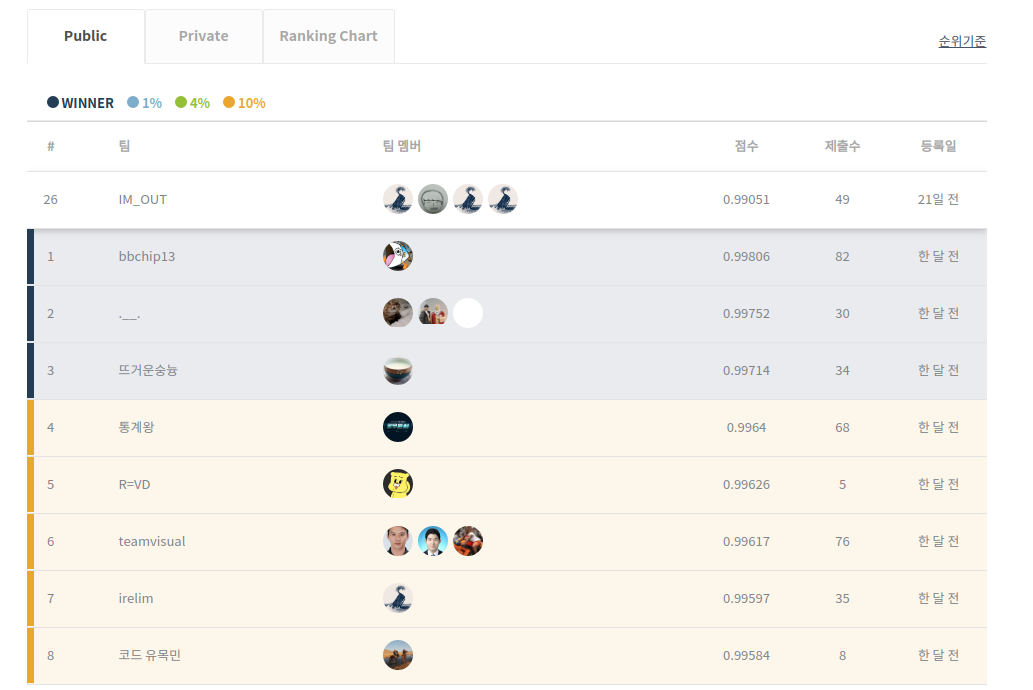 Public Private Ranking Chart
순위기준
WINNER 1% 4% 10%
# 팀 팀 멤버 점수 제출수 등록일
26 IM_OUT 0.99051 49 21일 전
1 bbchip13 0.99806 82 한 달 전
2 .__. 0.99752 30 한 달 전
3 뜨거운숭늉 0.99714 34 한 달 전
4 통계왕 0.9964 68 한 달 전
5 R=VD 0.99626 5 한 달 전
6 teamvisual 0.99617 76 한 달 전
7 irelim 0.99597 35 한 달 전
8 코드 유목민 0.99584 8 한 달 전